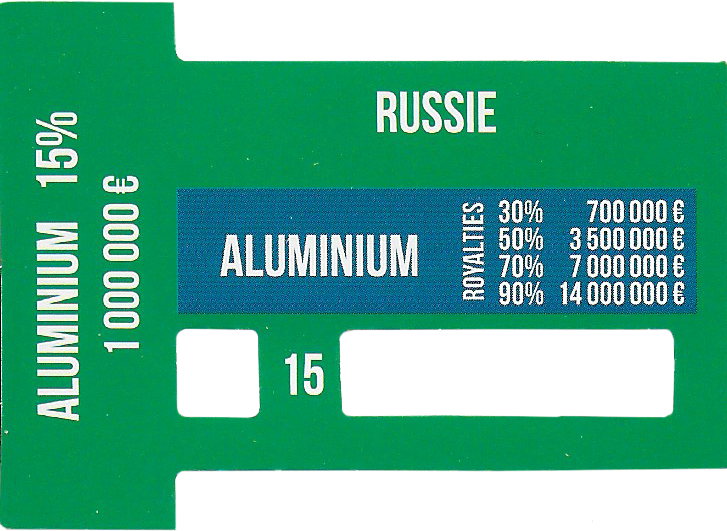 ALUMINIUM 15%
1 000 000 €
RUSSIE
ALUMINIUM
ROYALTIES
30% 700 000 €
50% 3 500 000 €
70% 7 000 000 €
90% 14 000 000 €
15